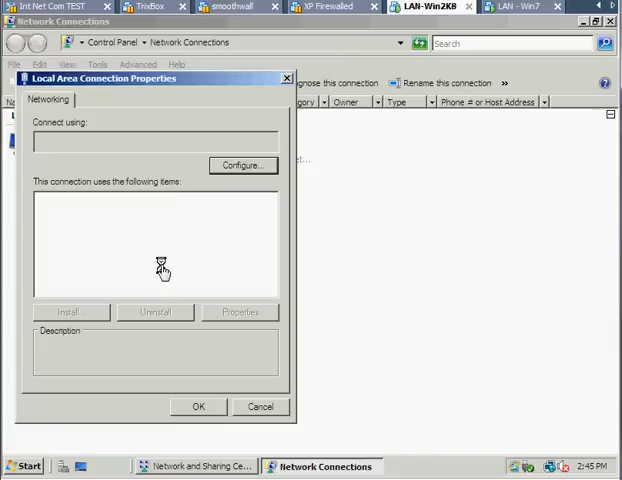 Int Net Com TEST
TrixBox
smoothwall
XP Firewalled
LAN-Win2K8
LAN - Win7
Network Connections
Control Panel
Network Connections
Search
File
Edit
View
Tools
Advanced
Help
Local Area Connection Properties
gnose this connection
Rename this connection
Networking
gory
Owner
Type
Phone # or Host Address
Connect using:
et...
Configure...
This connection uses the following items:
Install...
Uninstall
Properties
Description
OK
Cancel
Start
Network and Sharing Ce...
Network Connections
2:45 PM